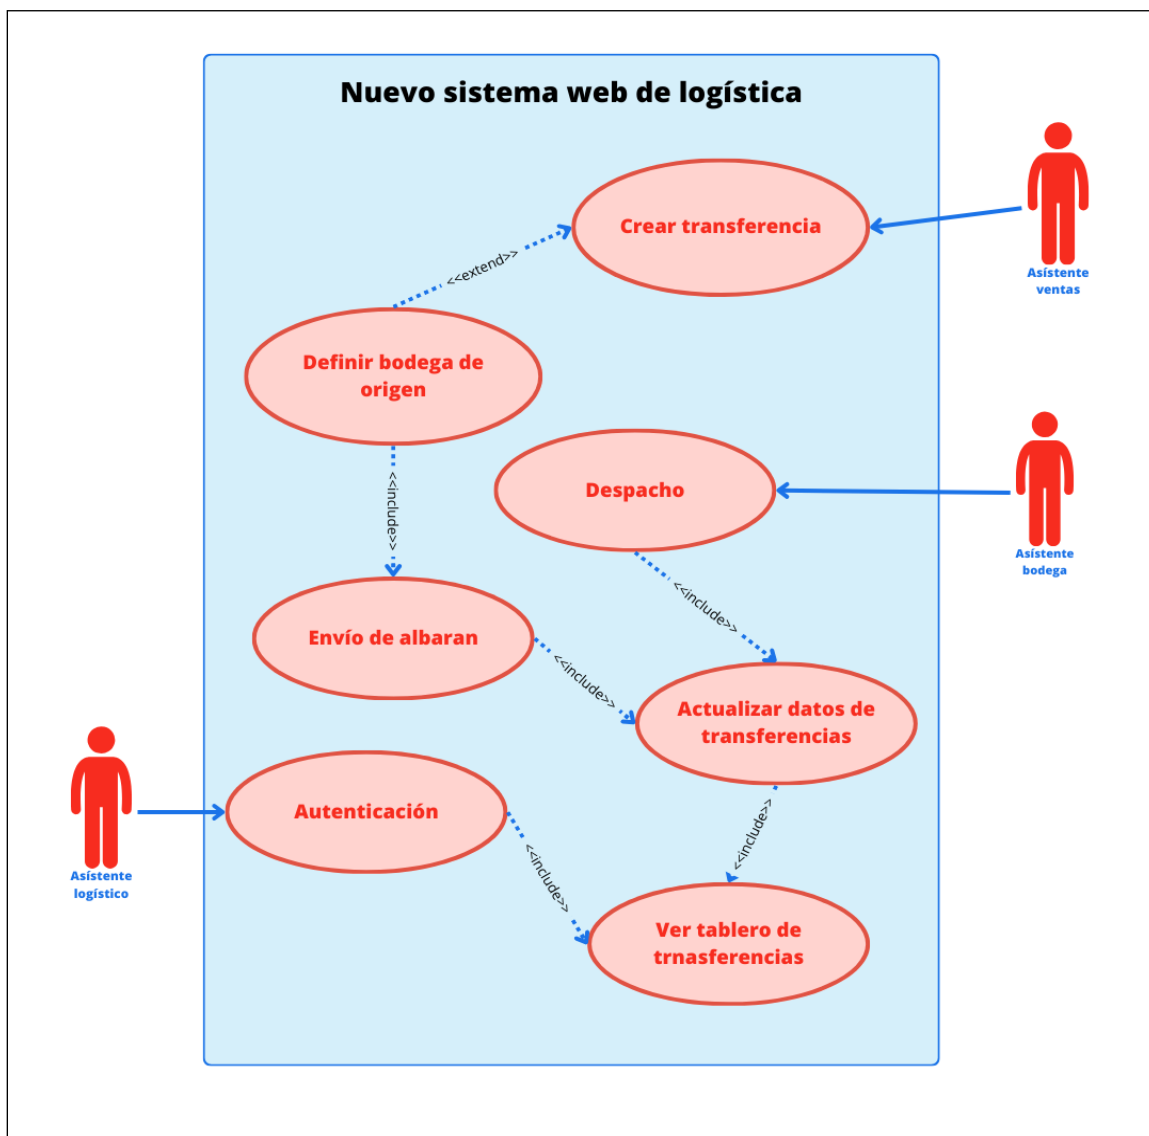 Nuevo sistema web de logística
Crear transferencia
Asístente
ventas
<<extend>>
Definir bodega de
origen
Despacho
Asístente
bodega
<<include>>
<<include>>
Envío de albaran
<<include>>
Actualizar datos de
transferencias
Autenticación
Asístente
logístico
<<include>>
<<include>>
Ver tablero de
trnasferencias